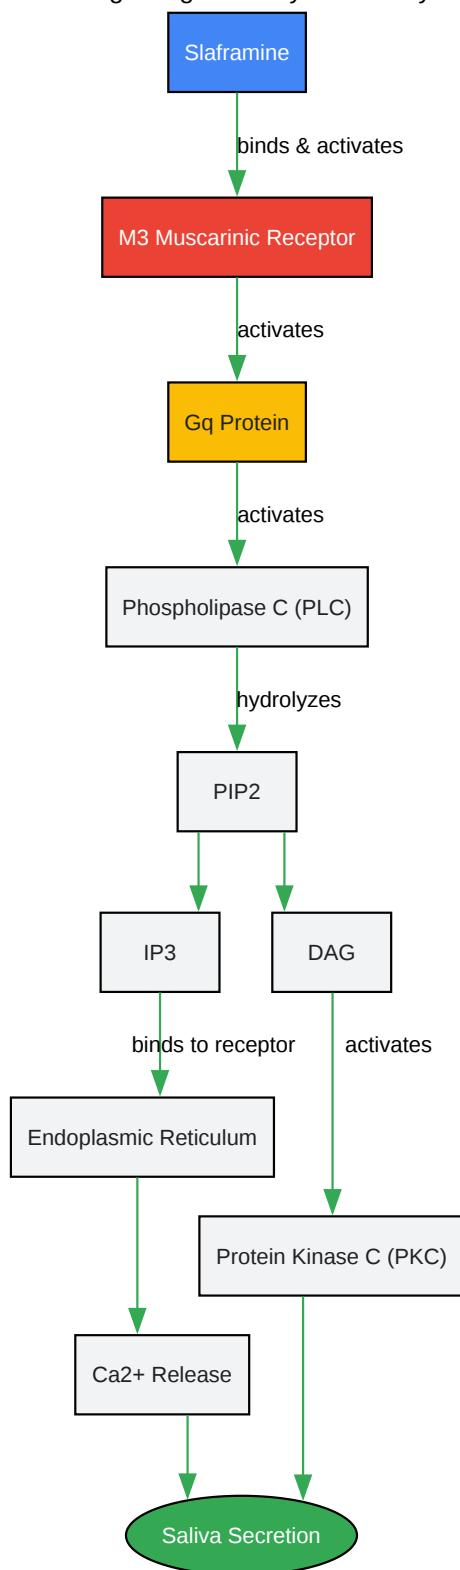 Slaframine
binds & activates
M3 Muscarinic Receptor
activates
Gq Protein
activates
Phospholipase C (PLC)
hydrolyzes
PIP2
IP3
DAG
binds to receptor
activates
Endoplasmic Reticulum
Protein Kinase C (PKC)
Ca2+ Release
Saliva Secretion